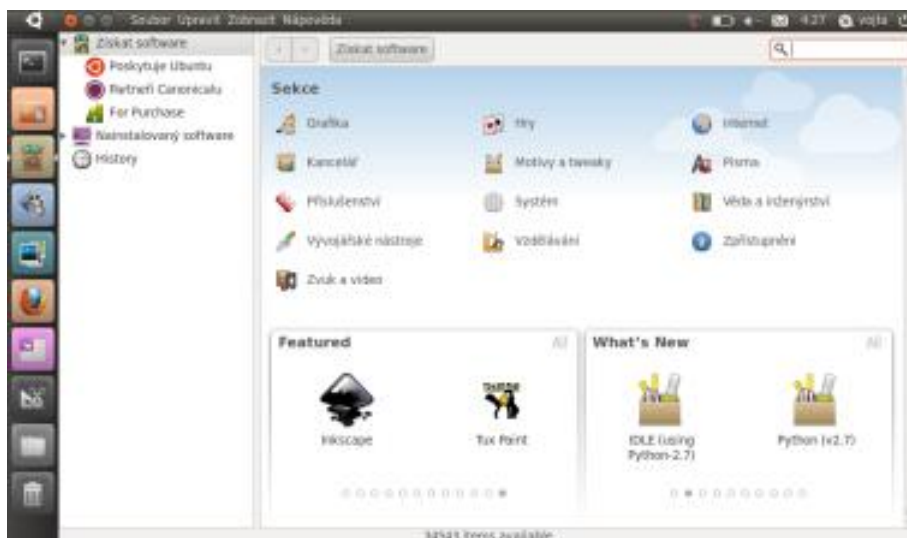 Soubor Upravit Zobrazit Nápověda
4:27 vojta
Získat software
Poskytuje Ubuntu
Partneři Canonicalu
For Purchase
Nainstalovaný software
History
Získat software
Sekce
Grafika
Hry
Internet
Kancelář
Motivy a tweaky
Písma
Příslušenství
Systém
Věda a inženýrství
Vývojářské nástroje
Vzdělávání
Zpřístupnění
Zvuk a video
Featured
All
What's New
All
Inkscape
Tux Paint
IDLE (using
Python-2.7)
Python (v2.7)
items available